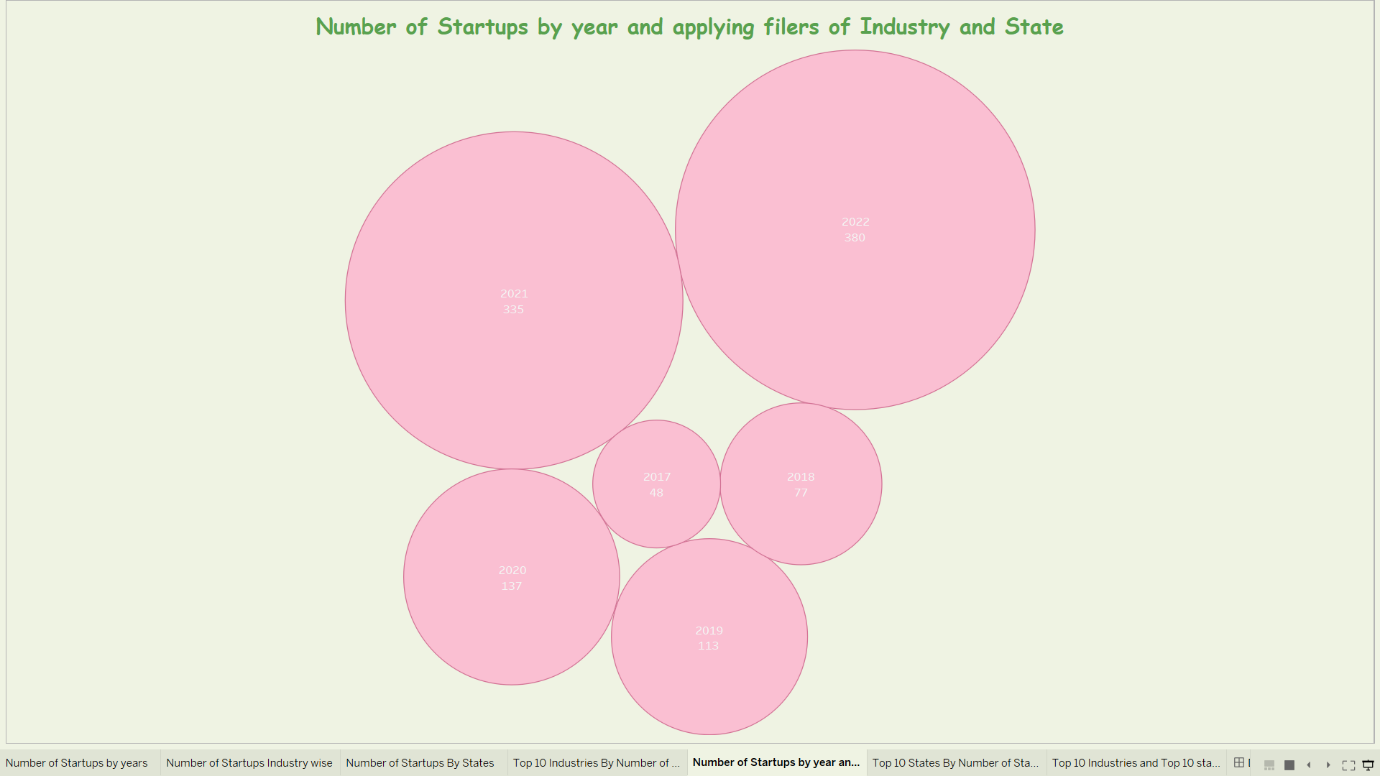 Number of Startups by year and applying filers of Industry and State
2022
380
2021
335
2017
48
2018
77
2020
137
2019
113
Number of Startups by years
Number of Startups Industry wise
Number of Startups By States
Top 10 Industries By Number of ...
Number of Startups by year an...
Top 10 States By Number of Sta...
Top 10 Industries and Top 10 sta...